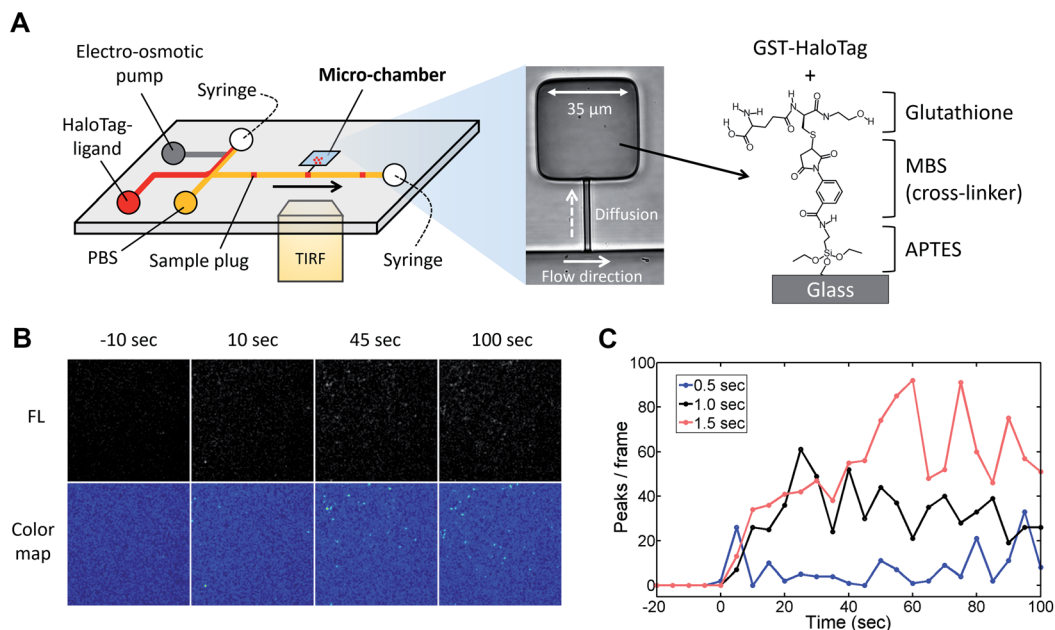 A
Electro-osmotic
pump
Syringe
Micro-chamber
HaloTag-
ligand
PBS
Sample plug
TIRF
Syringe
35 µm
Diffusion
Flow direction
GST-HaloTag
+
H
N
H
O
OH
O
H
N
O
N
H
O
H
S
O
N
O
O
N
H
Si
O
O
O
Glutathione
MBS
(cross-linker)
APTES
Glass
B
-10 sec
10 sec
45 sec
100 sec
FL
Color
map
C
100
80
60
40
20
0
Peaks / frame
0.5 sec
1.0 sec
1.5 sec
-20
0
20
40
60
80
100
Time (sec)